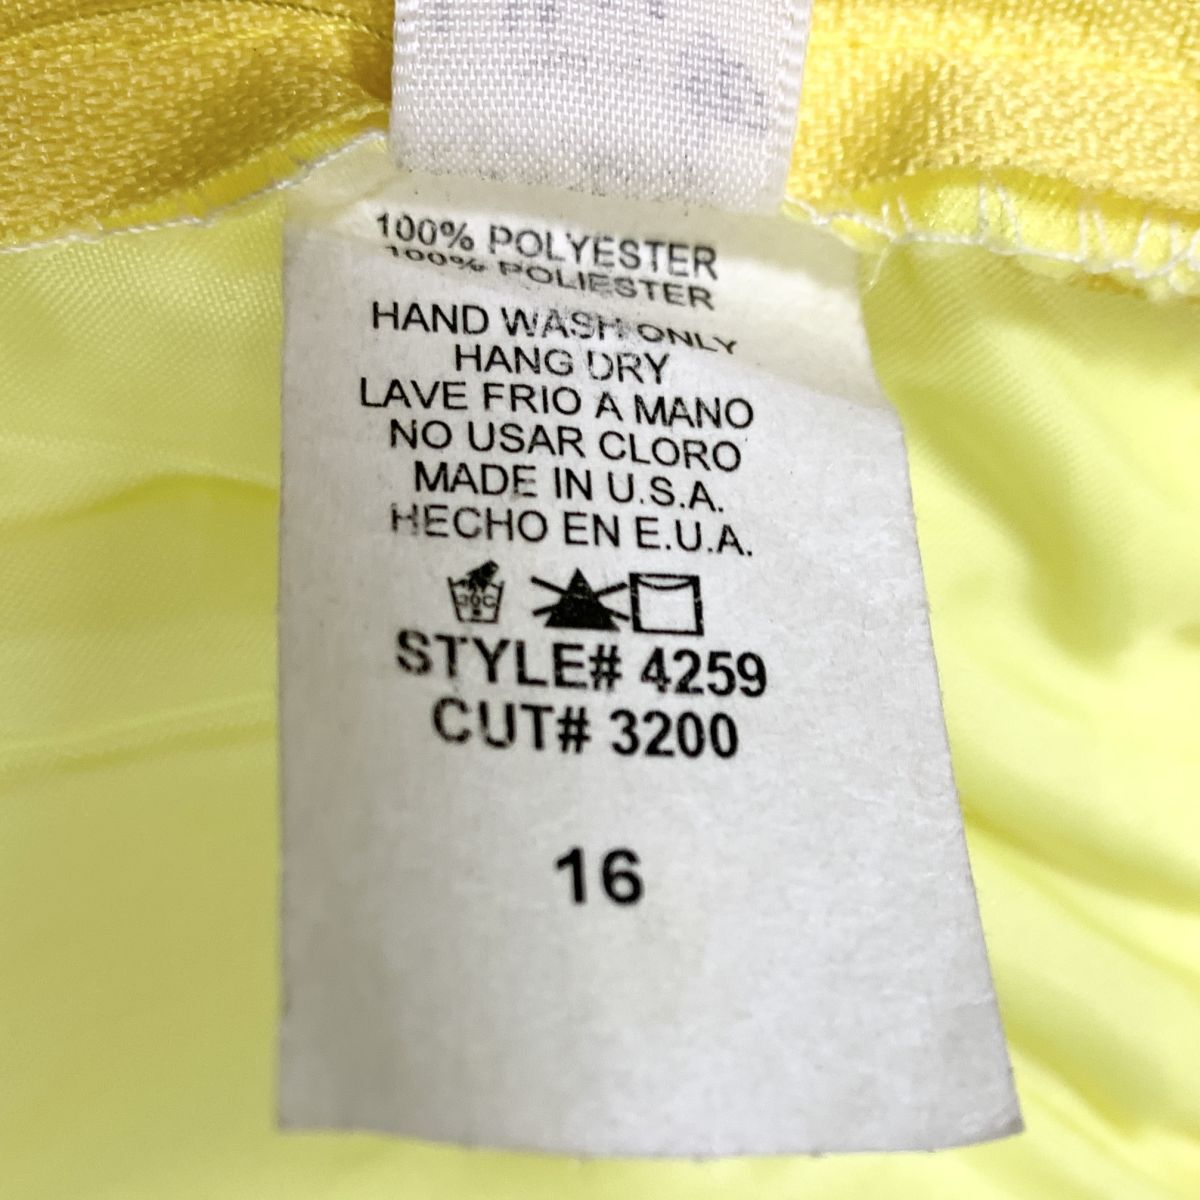 100% POLYESTER
100% POLIESTER
HAND WASH ONLY
HANG DRY
LAVE FRIO A MANO
NO USAR CLORO
MADE IN U.S.A.
HECHO EN E.U.A.
30C
STYLE# 4259
CUT# 3200
16